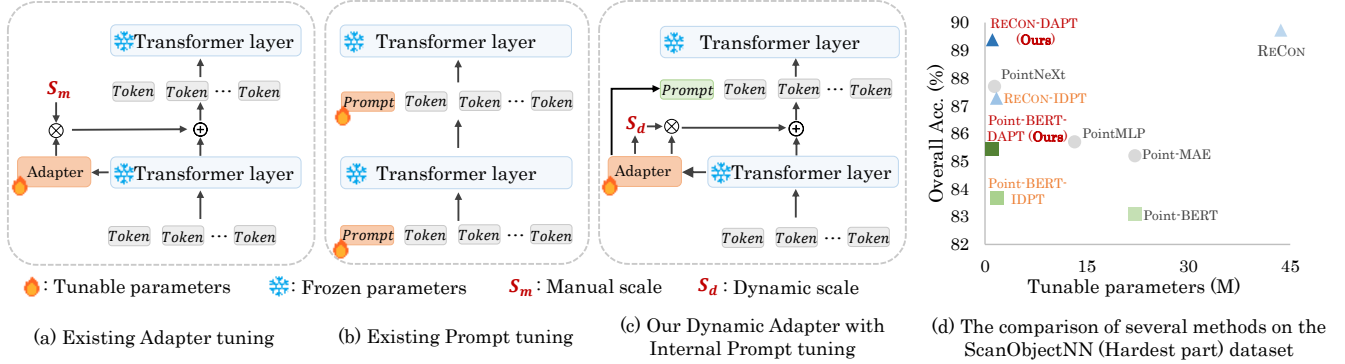 Transformer layer
S_m
Token Token ··· Token
⊗
⊕
Adapter
Transformer layer
Token Token ··· Token
Transformer layer
Prompt Token Token ··· Token
Transformer layer
Prompt Token Token ··· Token
Transformer layer
Prompt Token Token ··· Token
S_d
⊗
⊕
Adapter
Transformer layer
Token Token ··· Token
: Tunable parameters
: Frozen parameters
S_m : Manual scale
S_d : Dynamic scale
(a) Existing Adapter tuning
(b) Existing Prompt tuning
(c) Our Dynamic Adapter with
Internal Prompt tuning
Overall Acc. (%)
90
89
88
87
86
85
84
83
82
RECON-DAPT
(Ours)
RECON
PointNeXt
RECON-IDPT
Point-BERT-
DAPT (Ours)
PointMLP
Point-MAE
Point-BERT-
IDPT
Point-BERT
0 15 30 45
Tunable parameters (M)
(d) The comparison of several methods on the
ScanObjectNN (Hardest part) dataset